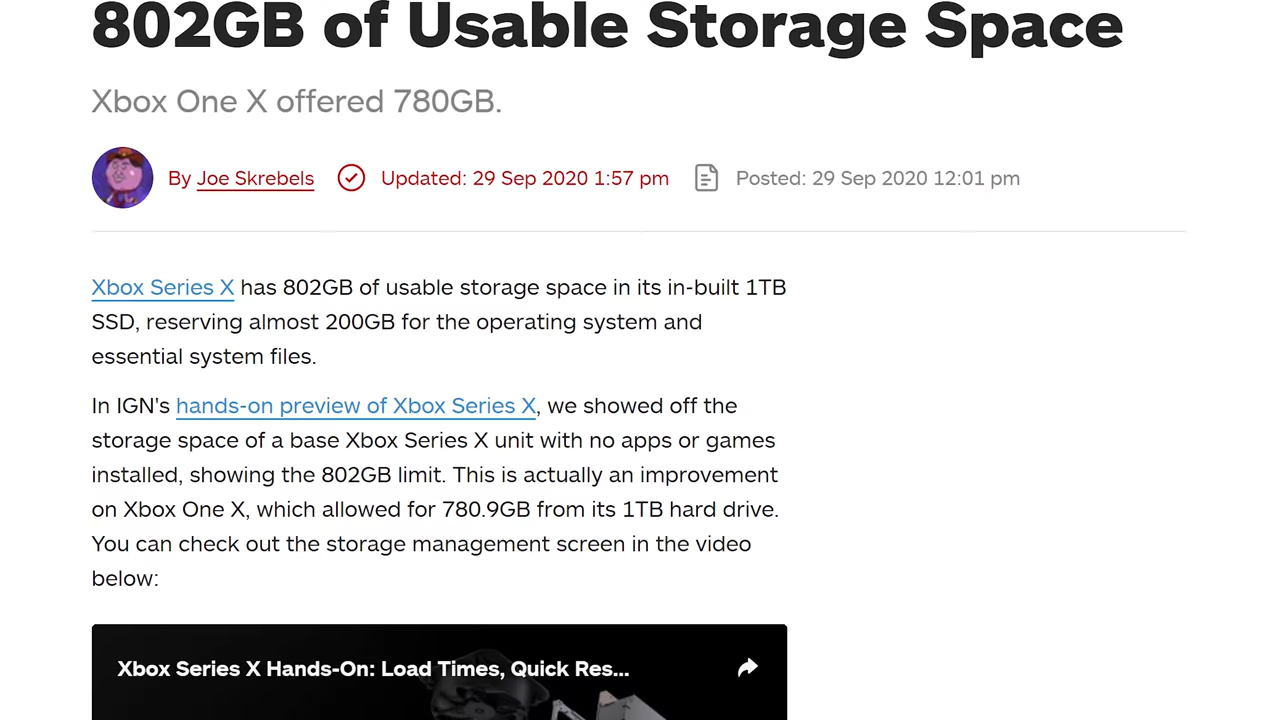 802GB of Usable Storage Space
Xbox One X offered 780GB.
By Joe Skrebels Updated: 29 Sep 2020 1:57 pm Posted: 29 Sep 2020 12:01 pm
Xbox Series X has 802GB of usable storage space in its in-built 1TB
SSD, reserving almost 200GB for the operating system and
essential system files.
In IGN's hands-on preview of Xbox Series X, we showed off the
storage space of a base Xbox Series X unit with no apps or games
installed, showing the 802GB limit. This is actually an improvement
on Xbox One X, which allowed for 780.9GB from its 1TB hard drive.
You can check out the storage management screen in the video
below:
Xbox Series X Hands-On: Load Times, Quick Res...